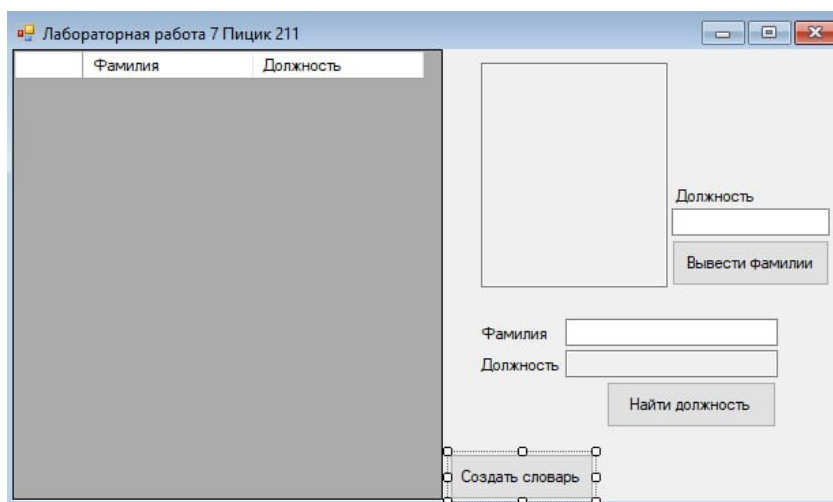 Лабораторная работа 7 Пицик 211
Фамилия Должность
Должность
Вывести фамилии
Фамилия
Должность
Найти должность
Создать словарь